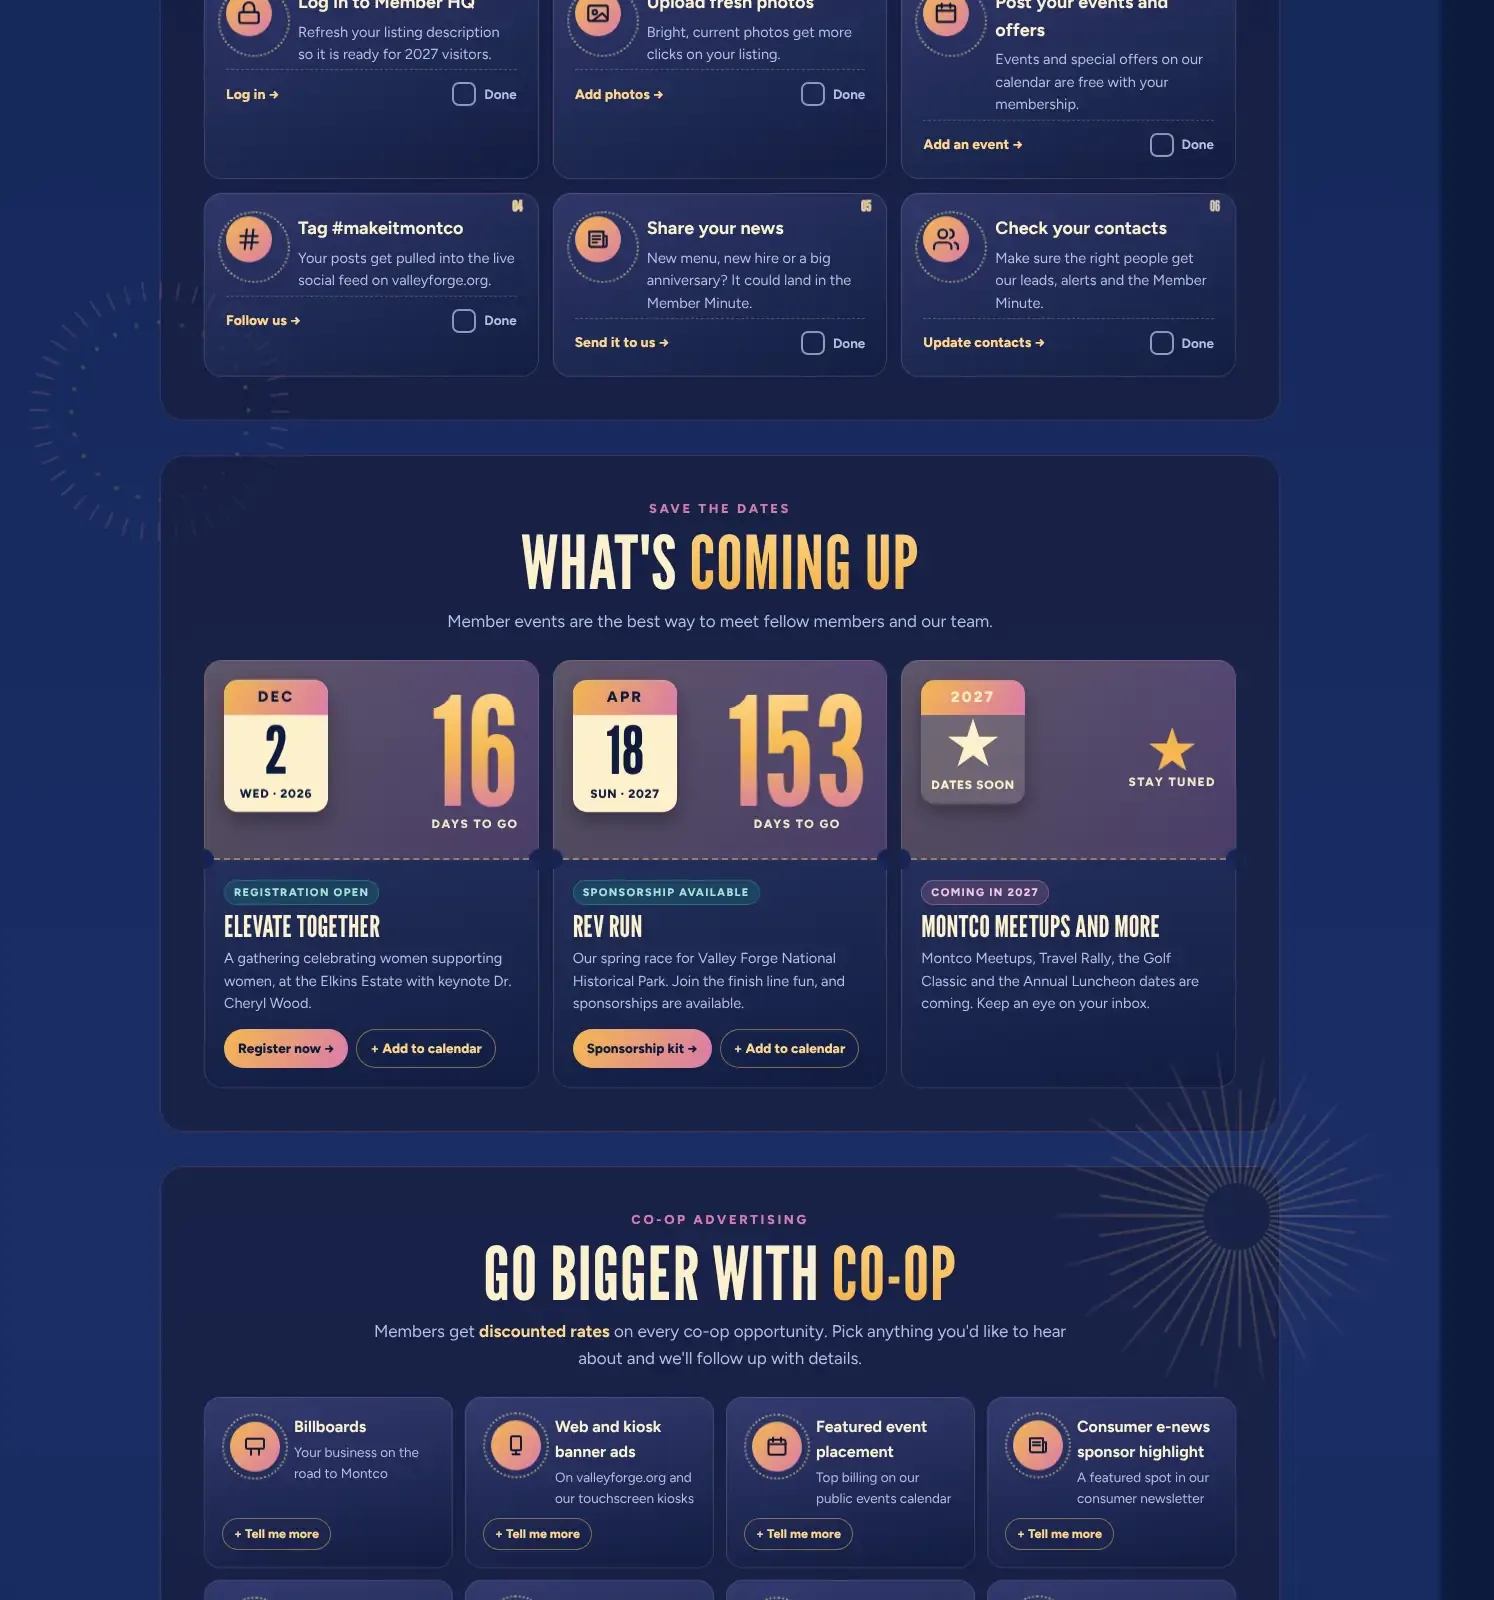 Log in to Member HQ
Refresh your listing description
so it is ready for 2027 visitors.
Log in →
Done
Upload fresh photos
Bright, current photos get more
clicks on your listing.
Add photos →
Done
Post your events and
offers
Events and special offers on our
calendar are free with your
membership.
Add an event →
Done
04
Tag #makeitmontco
Your posts get pulled into the live
social feed on valleyforge.org.
Follow us →
Done
05
Share your news
New menu, new hire or a big
anniversary? It could land in the
Member Minute.
Send it to us →
Done
06
Check your contacts
Make sure the right people get
our leads, alerts and the Member
Minute.
Update contacts →
Done
SAVE THE DATES
WHAT'S COMING UP
Member events are the best way to meet fellow members and our team.
DEC
2
WED · 2026
16
DAYS TO GO
REGISTRATION OPEN
ELEVATE TOGETHER
A gathering celebrating women supporting
women, at the Elkins Estate with keynote Dr.
Cheryl Wood.
Register now →
+ Add to calendar
APR
18
SUN · 2027
153
DAYS TO GO
SPONSORSHIP AVAILABLE
REV RUN
Our spring race for Valley Forge National
Historical Park. Join the finish line fun, and
sponsorships are available.
Sponsorship kit →
+ Add to calendar
2027
DATES SOON
STAY TUNED
COMING IN 2027
MONTCO MEETUPS AND MORE
Montco Meetups, Travel Rally, the Golf
Classic and the Annual Luncheon dates are
coming. Keep an eye on your inbox.
CO-OP ADVERTISING
GO BIGGER WITH CO-OP
Members get discounted rates on every co-op opportunity. Pick anything you'd like to hear
about and we'll follow up with details.
Billboards
Your business on the
road to Montco
+ Tell me more
Web and kiosk
banner ads
On valleyforge.org and
our touchscreen kiosks
+ Tell me more
Featured event
placement
Top billing on our
public events calendar
+ Tell me more
Consumer e-news
sponsor highlight
A featured spot in our
consumer newsletter
+ Tell me more